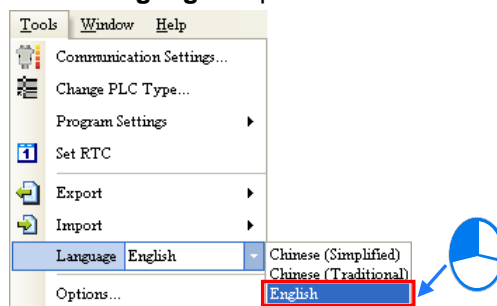 Tools Window Help
Communication Settings...
Change PLC Type...
Program Settings
1 Set RTC
Export
Import
Language English
Chinese (Simplified)
Chinese (Traditional)
English
Options...